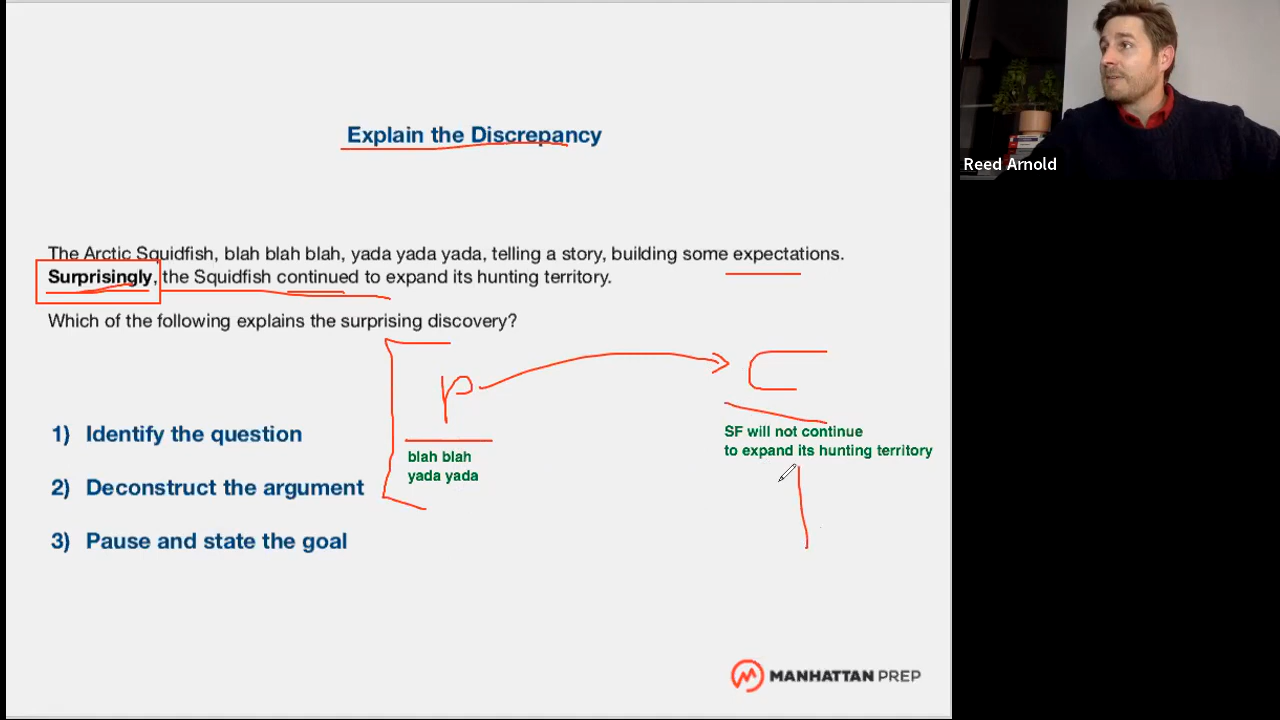 Explain the Discrepancy
Reed Arnold
The Arctic Squidfish, blah blah blah, yada yada yada, telling a story, building some expectations.
Surprisingly, the Squidfish continued to expand its hunting territory.
Which of the following explains the surprising discovery?
P
C
1) Identify the question
2) Deconstruct the argument
3) Pause and state the goal
blah blah
yada yada
SF will not continue
to expand its hunting territory
MANHATTAN PREP